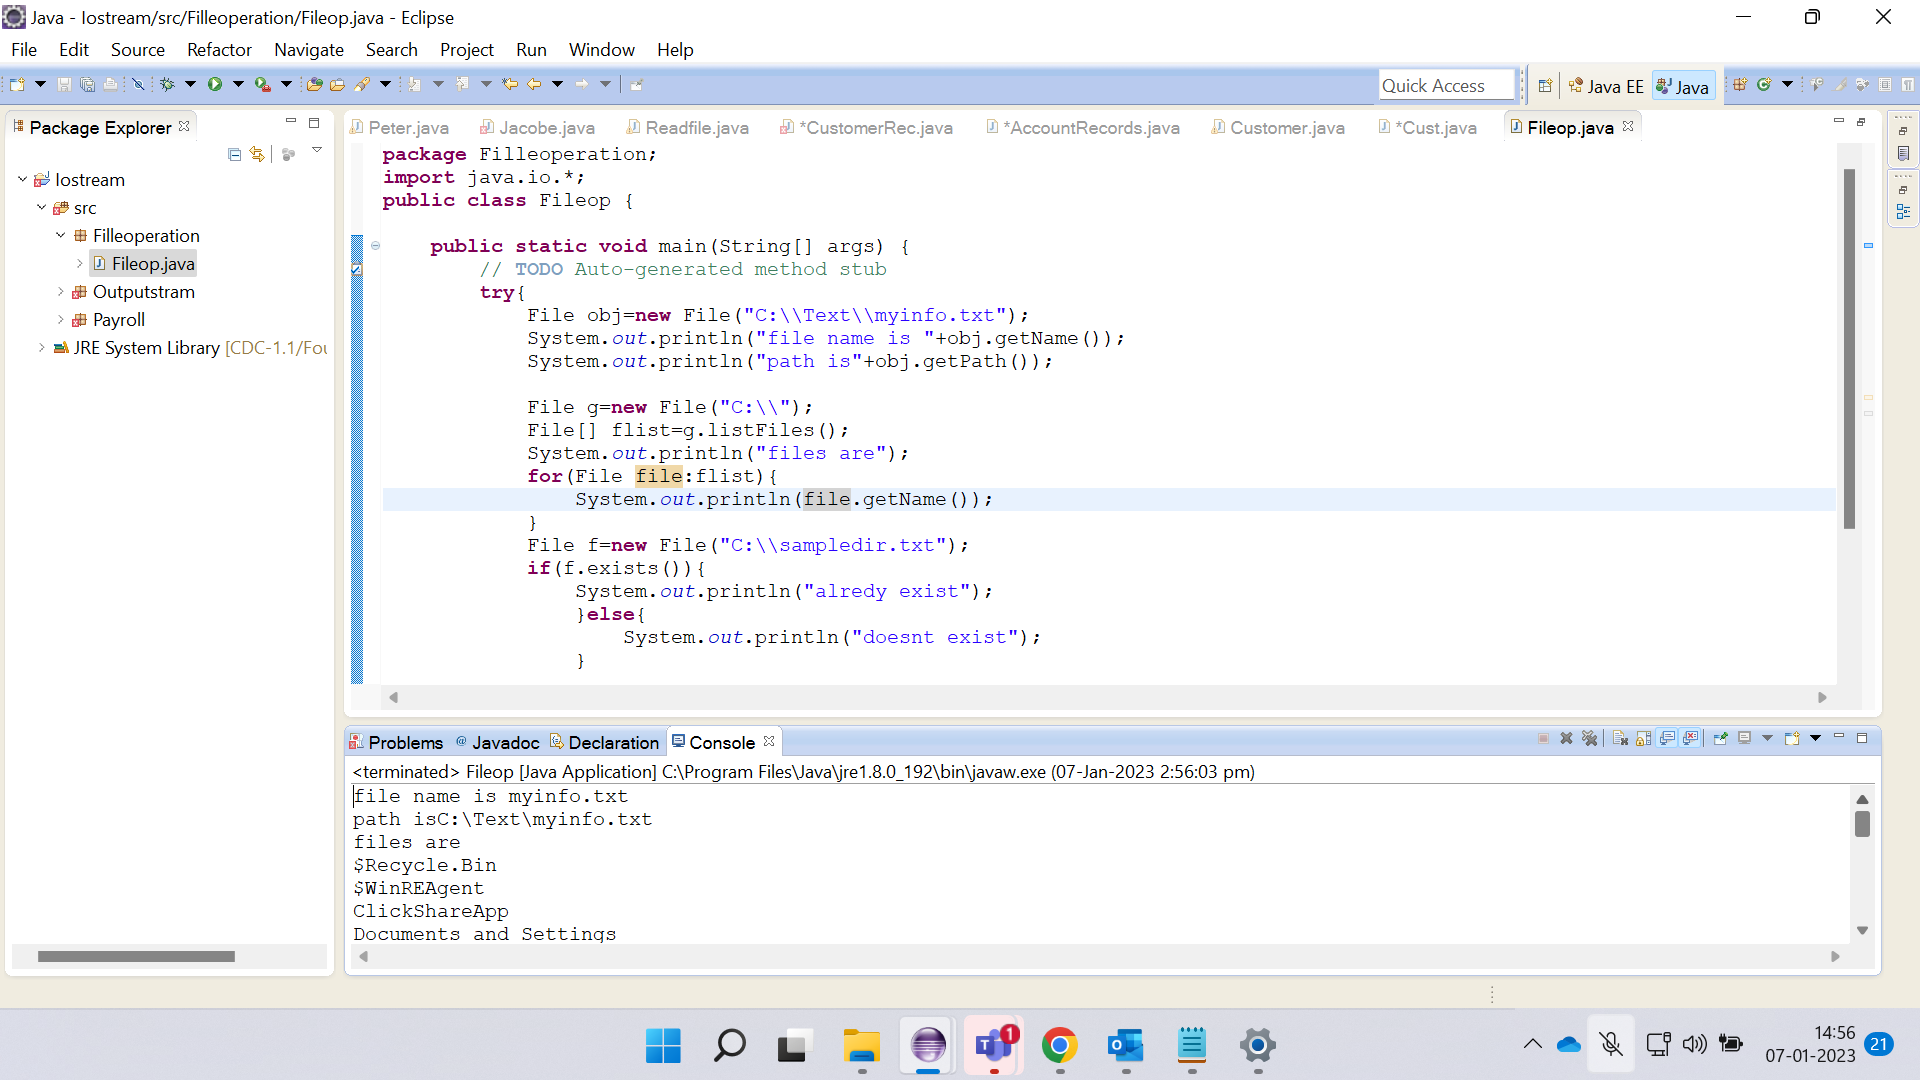 Java - Iostream/src/Filleoperation/Fileop.java - Eclipse
File Edit Source Refactor Navigate Search Project Run Window Help
Quick Access
Java EE
Java
Package Explorer
Iostream
src
Filleoperation
Fileop.java
Outputstram
Payroll
JRE System Library [CDC-1.1/Fou
Peter.java Jacobe.java Readfile.java *CustomerRec.java *AccountRecords.java Customer.java *Cust.java Fileop.java
package Filleoperation;
import java.io.*;
public class Fileop {
public static void main(String[] args) {
// TODO Auto-generated method stub
try{
File obj=new File("C:\\Text\\myinfo.txt");
System.out.println("file name is "+obj.getName());
System.out.println("path is"+obj.getPath());
File g=new File("C:\\");
File[] flist=g.listFiles();
System.out.println("files are");
for(File file:flist){
System.out.println(file.getName());
}
File f=new File("C:\\sampledir.txt");
if(f.exists()){
System.out.println("alredy exist");
}else{
System.out.println("doesnt exist");
}
Problems @ Javadoc Declaration Console
<terminated> Fileop [Java Application] C:\Program Files\Java\jre1.8.0_192\bin\javaw.exe (07-Jan-2023 2:56:03 pm)
file name is myinfo.txt
path isC:\Text\myinfo.txt
files are
$Recycle.Bin
$WinREAgent
ClickShareApp
Documents and Settings
1
14:56
07-01-2023
21